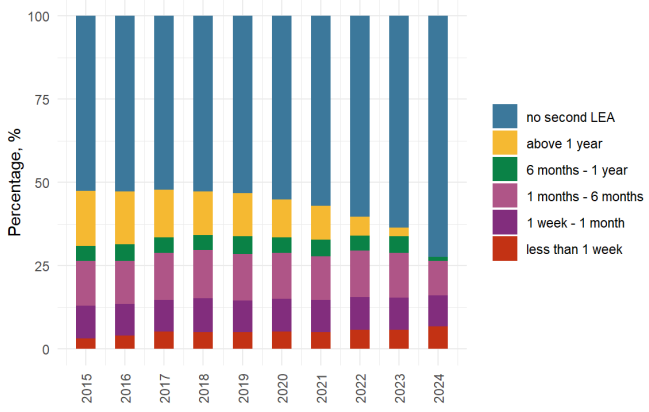 Percentage, %
100
75
50
25
0
2015
2016
2017
2018
2019
2020
2021
2022
2023
2024
no second LEA
above 1 year
6 months - 1 year
1 months - 6 months
1 week - 1 month
less than 1 week